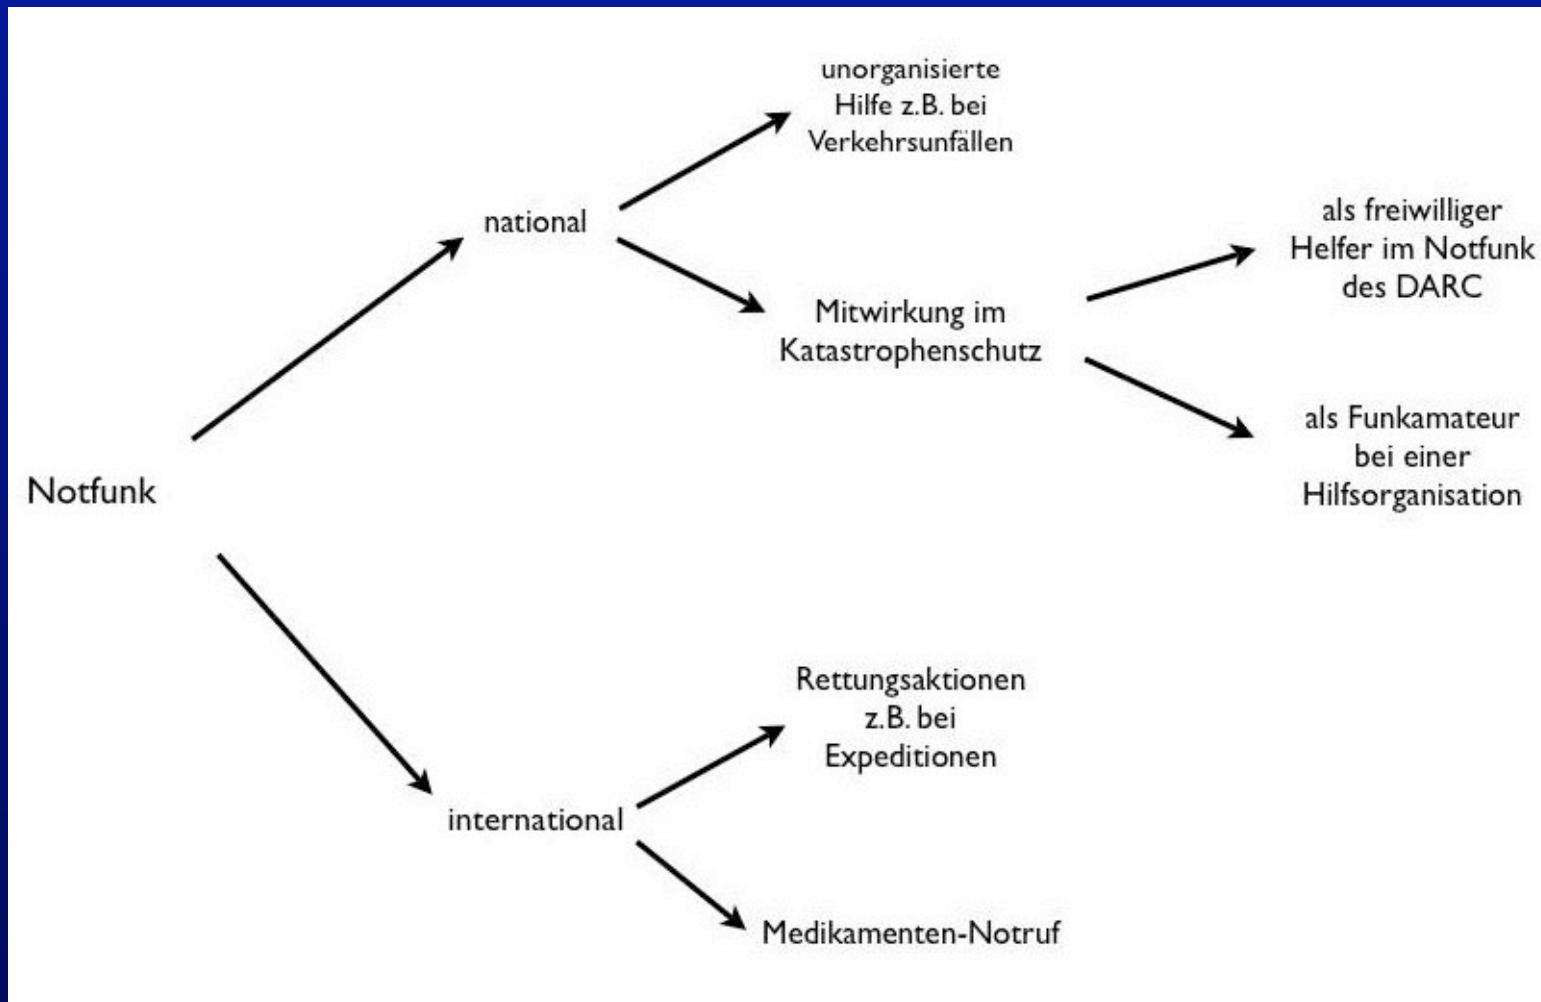 unorganisierte
Hilfe z.B. bei
Verkehrsunfällen
national
als freiwilliger
Helfer im Notfunk
des DARC
Mitwirkung im
Katastrophenschutz
als Funkamateur
bei einer
Hilfsorganisation
Notfunk
Rettungsaktionen
z.B. bei
Expeditionen
international
Medikamenten-Notruf